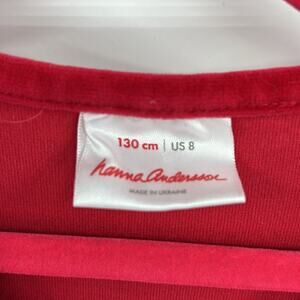 130 cm | US 8
hanna Andersson
MADE IN UKRAINE